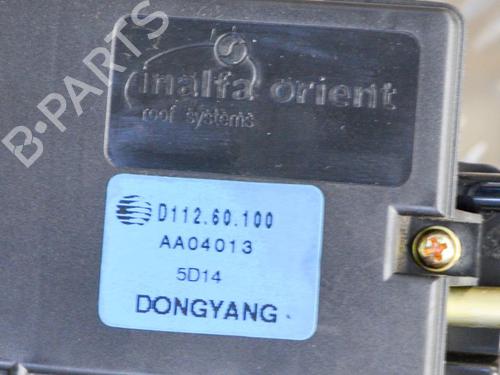 inalfa orient
roof systems
B-PARTS
D112.60.100
AA04013
5D14
DONGYANG